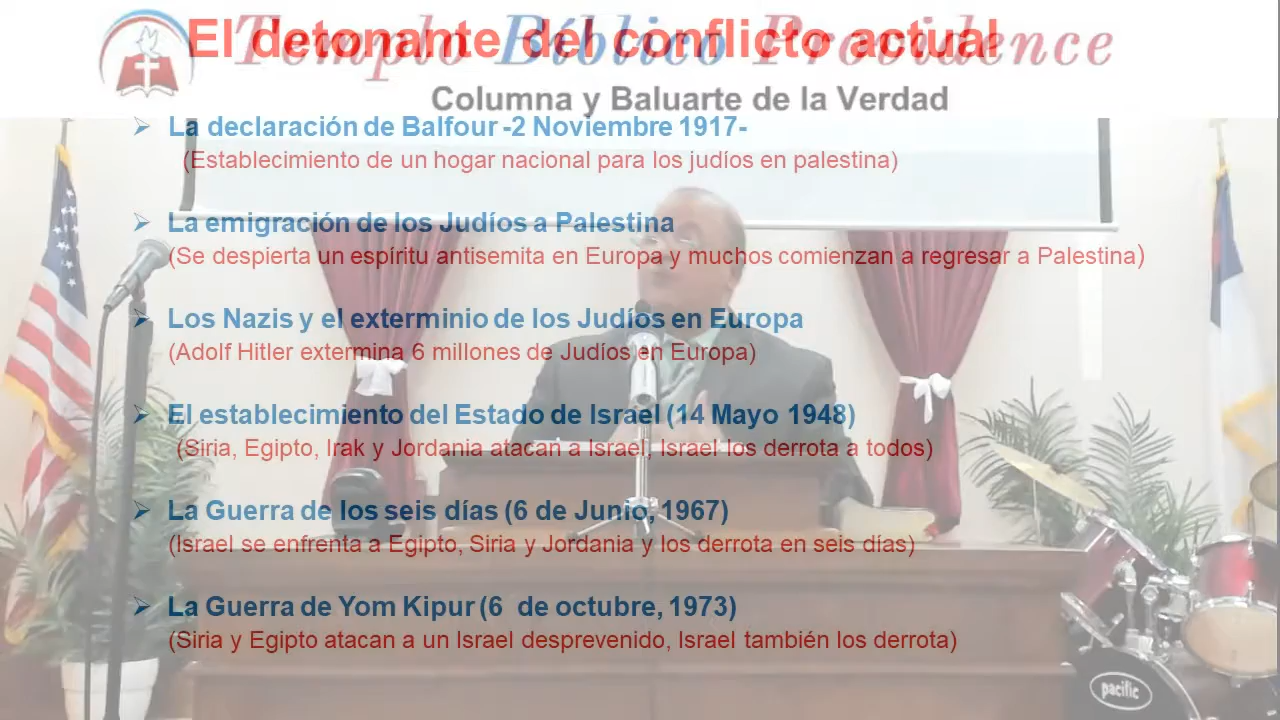 El detonante del conflicto actual
Templo Bíblico Providence
Columna y Baluarte de la Verdad
La declaración de Balfour -2 Noviembre 1917-
(Establecimiento de un hogar nacional para los judíos en palestina)
La emigración de los Judíos a Palestina
(Se despierta un espíritu antisemita en Europa y muchos comienzan a regresar a Palestina)
Los Nazis y el exterminio de los Judíos en Europa
(Adolf Hitler extermina 6 millones de Judíos en Europa)
El establecimiento del Estado de Israel (14 Mayo 1948)
(Siria, Egipto, Irak y Jordania atacan a Israel, Israel los derrota a todos)
La Guerra de los seis días (6 de Junio, 1967)
(Israel se enfrenta a Egipto, Siria y Jordania y los derrota en seis días)
La Guerra de Yom Kipur (6 de octubre, 1973)
(Siria y Egipto atacan a un Israel desprevenido, Israel también los derrota)
pacific